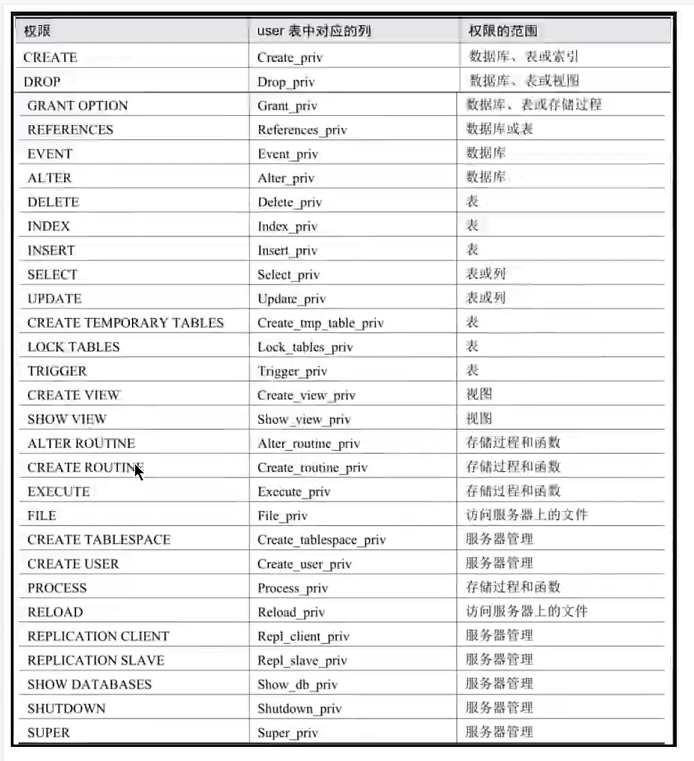 权限 user 表中对应的列 权限的范围
CREATE Create_priv 数据库、表或索引
DROP Drop_priv 数据库、表或视图
GRANT OPTION Grant_priv 数据库、表或存储过程
REFERENCES References_priv 数据库或表
EVENT Event_priv 数据库
ALTER Alter_priv 数据库
DELETE Delete_priv 表
INDEX Index_priv 表
INSERT Insert_priv 表
SELECT Select_priv 表或列
UPDATE Update_priv 表或列
CREATE TEMPORARY TABLES Create_tmp_table_priv 表
LOCK TABLES Lock_tables_priv 表
TRIGGER Trigger_priv 表
CREATE VIEW Create_view_priv 视图
SHOW VIEW Show_view_priv 视图
ALTER ROUTINE Alter_routine_priv 存储过程和函数
CREATE ROUTINE Create_routine_priv 存储过程和函数
EXECUTE Execute_priv 存储过程和函数
FILE File_priv 访问服务器上的文件
CREATE TABLESPACE Create_tablespace_priv 服务器管理
CREATE USER Create_user_priv 服务器管理
PROCESS Process_priv 存储过程和函数
RELOAD Reload_priv 访问服务器上的文件
REPLICATION CLIENT Repl_client_priv 服务器管理
REPLICATION SLAVE Repl_slave_priv 服务器管理
SHOW DATABASES Show_db_priv 服务器管理
SHUTDOWN Shutdown_priv 服务器管理
SUPER Super_priv 服务器管理